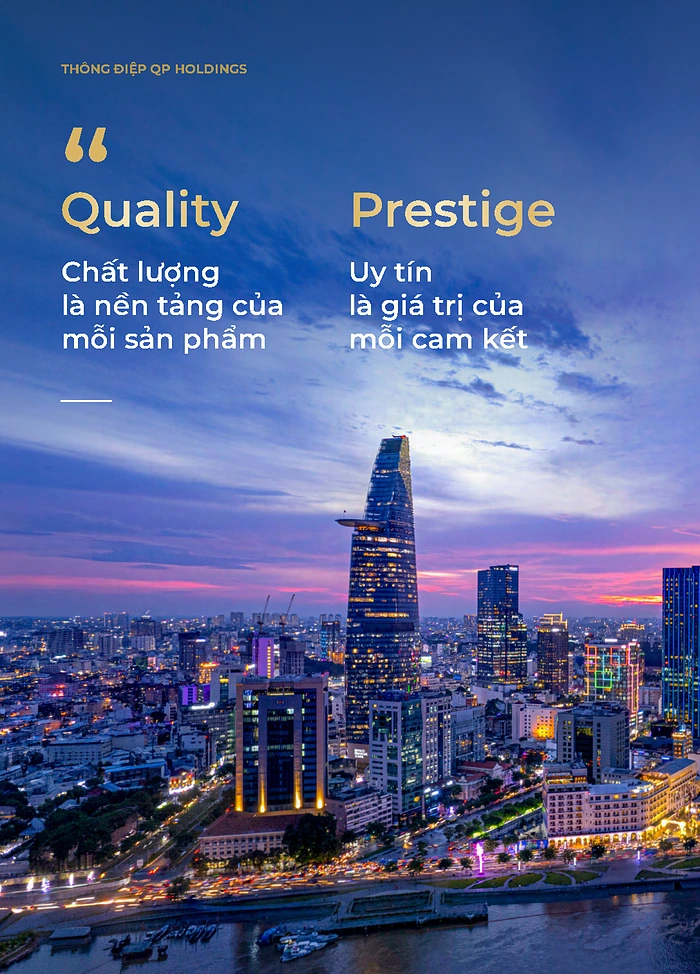 THÔNG ĐIỆP QP HOLDINGS
“
Quality
Chất lượng
là nền tảng của
mỗi sản phẩm
Prestige
Uy tín
là giá trị của
mỗi cam kết